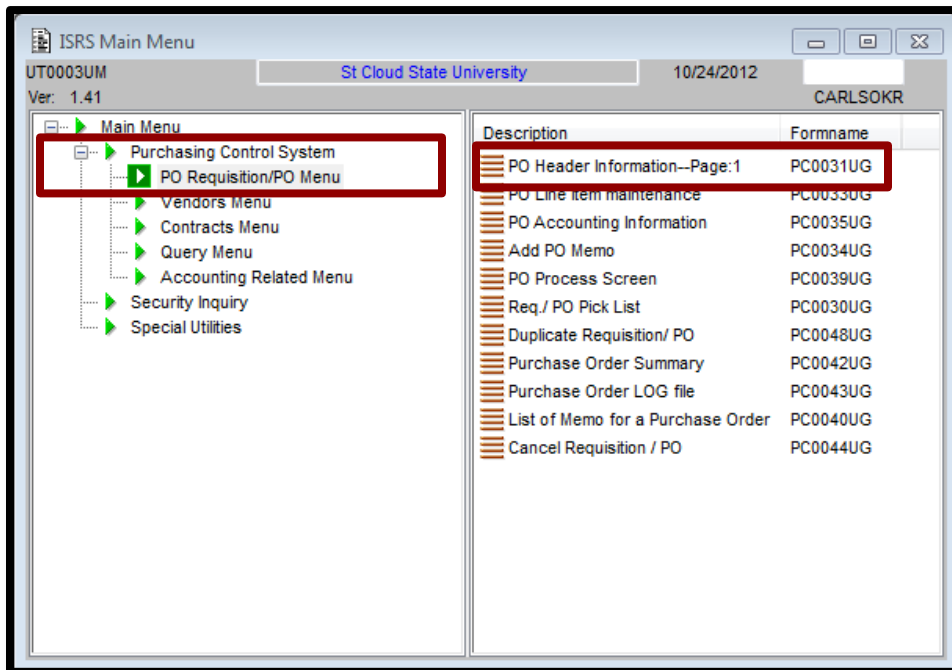 ISRS Main Menu
UT0003UM St Cloud State University 10/24/2012
Ver: 1.41 CARLSOKR
Main Menu
Purchasing Control System
PO Requisition/PO Menu
Vendors Menu
Contracts Menu
Query Menu
Accounting Related Menu
Security Inquiry
Special Utilities
Description Formname
PO Header Information--Page:1 PC0031UG
PO Line item maintenance PC0033UG
PO Accounting Information PC0035UG
Add PO Memo PC0034UG
PO Process Screen PC0039UG
Req./ PO Pick List PC0030UG
Duplicate Requisition/ PO PC0048UG
Purchase Order Summary PC0042UG
Purchase Order LOG file PC0043UG
List of Memo for a Purchase Order PC0040UG
Cancel Requisition / PO PC0044UG